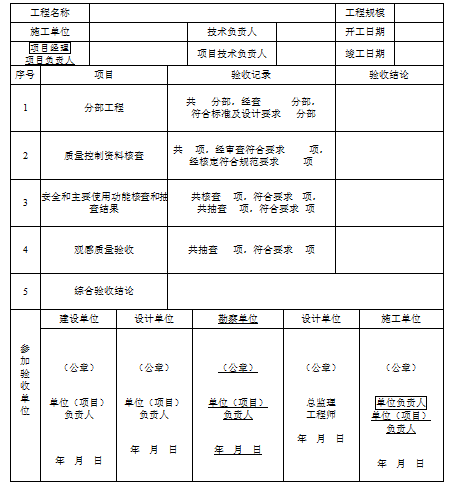 工程名称 工程规模
施工单位 技术负责人 开工日期
项目经理
项目负责人 项目技术负责人 竣工日期
序号 项目 验收记录 验收结论
1 分部工程 共 分部，经查 分部，
符合标准及设计要求 分部
2 质量控制资料核查 共 项，经审查符合要求 项，
经核定符合规范要求 项
3 安全和主要使用功能核查和抽
查结果 共核查 项，符合要求 项，
共抽查 项，符合要求 项
4 观感质量验收 共抽查 项，符合要求 项
5 综合验收结论
参加验收单位
建设单位 设计单位 勘察单位 设计单位 施工单位
（公章） （公章） （公章） （公章） （公章）
单位（项目）
负责人
年 月 日
单位（项目）
负责人
年 月 日
单位（项目）
负责人
年 月 日
总监理
工程师
年 月 日
单位负责人
单位（项目）
负责人
年 月 日